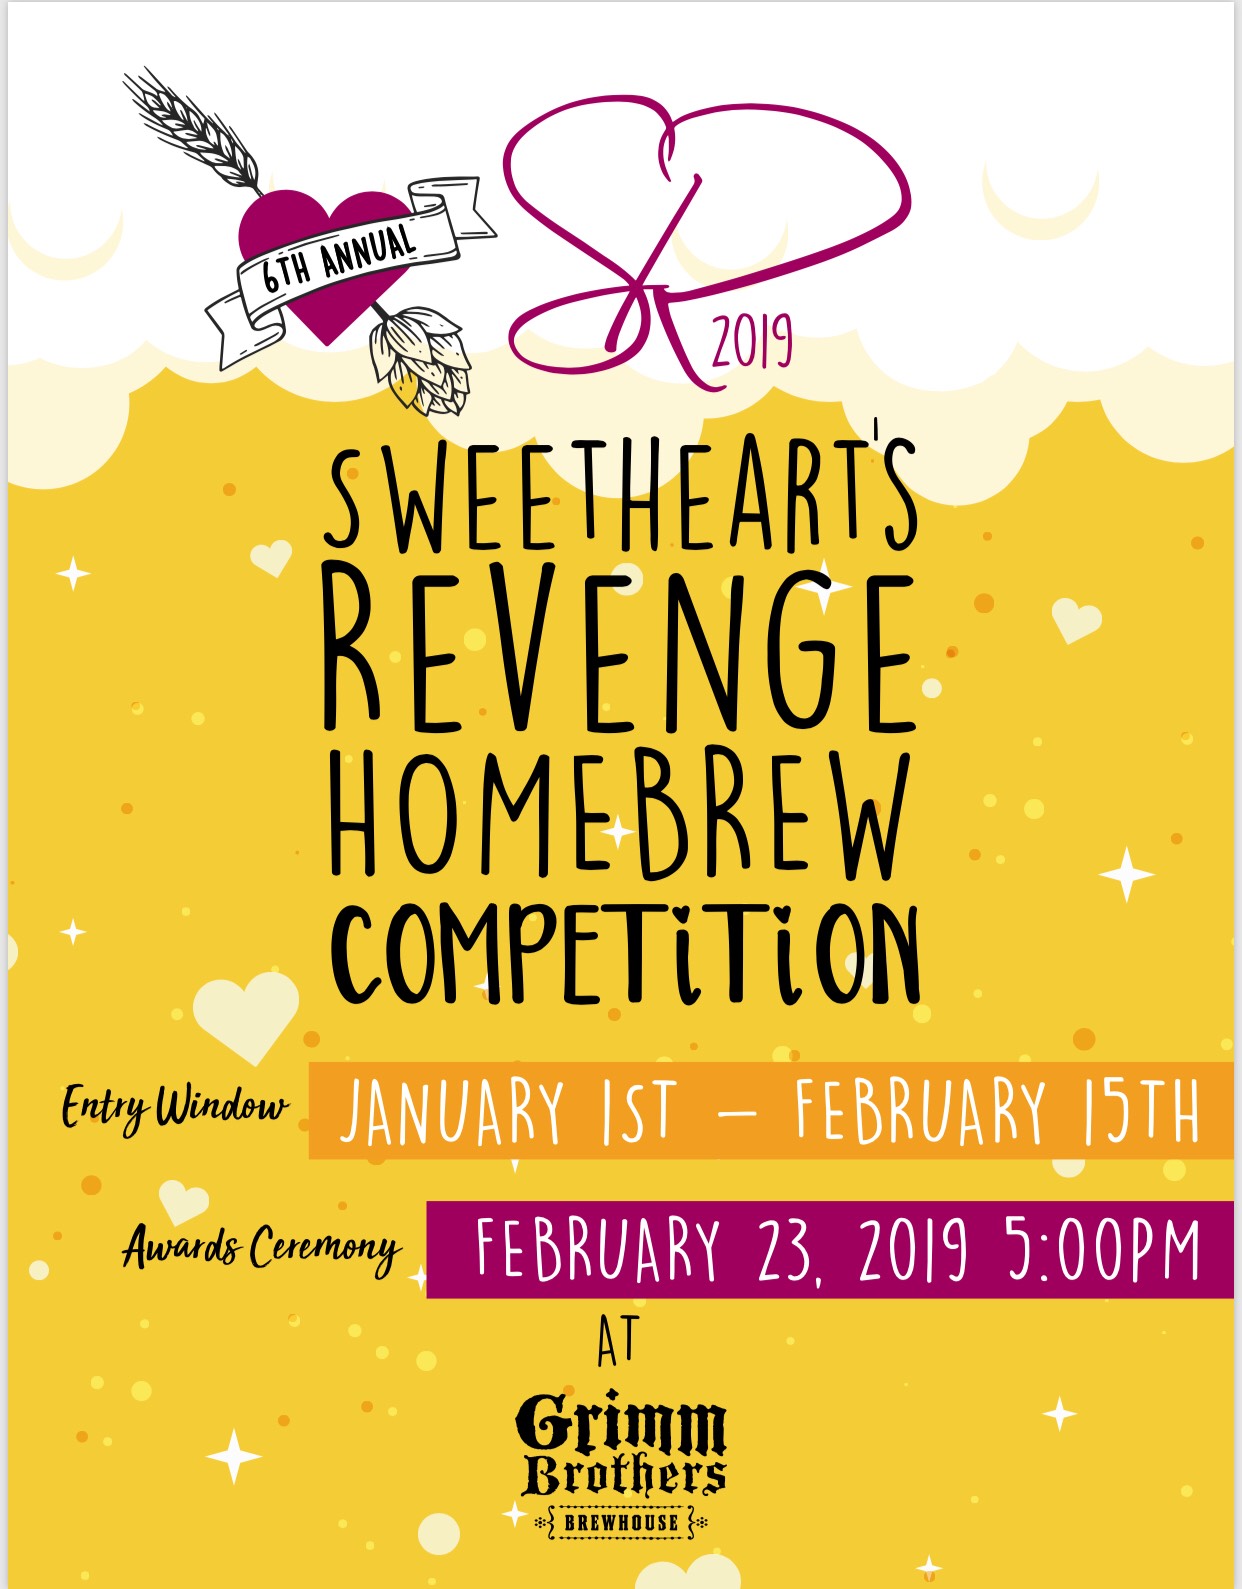 6TH ANNUAL
SR
2019
SWEETHEART'S
REVENGE
HOMEBREW
COMPETiTiON
Entry Window
JANUARY 1ST – FEBRUARY 15TH
Awards Ceremony
FEBRUARY 23, 2019 5:00PM
AT
Grimm
Brothers
BREWHOUSE